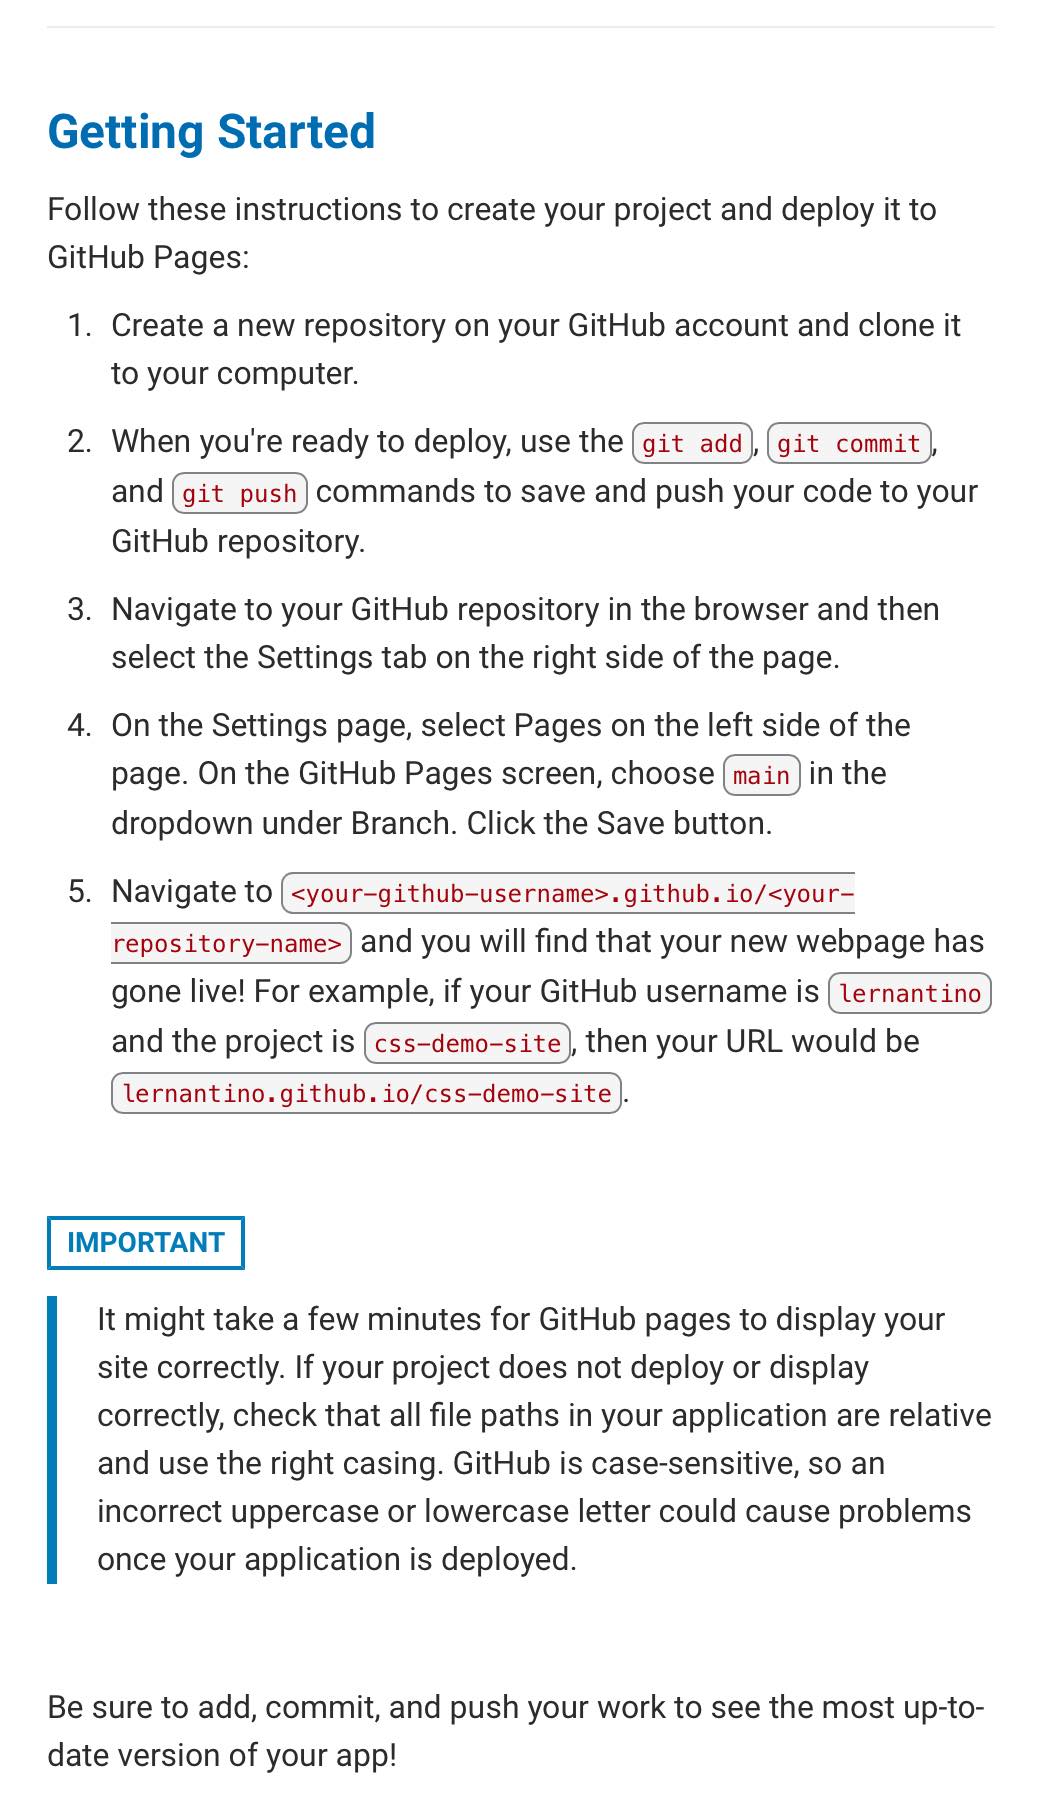 Getting Started
Follow these instructions to create your project and deploy it to
GitHub Pages:
1. Create a new repository on your GitHub account and clone it
to your computer.
2. When you're ready to deploy, use the git add, git commit,
and git push commands to save and push your code to your
GitHub repository.
3. Navigate to your GitHub repository in the browser and then
select the Settings tab on the right side of the page.
4. On the Settings page, select Pages on the left side of the
page. On the GitHub Pages screen, choose main in the
dropdown under Branch. Click the Save button.
5. Navigate to <your-github-username>.github.io/<your-
repository-name> and you will find that your new webpage has
gone live! For example, if your GitHub username is lernantino
and the project is css-demo-site, then your URL would be
lernantino.github.io/css-demo-site.
IMPORTANT
It might take a few minutes for GitHub pages to display your
site correctly. If your project does not deploy or display
correctly, check that all file paths in your application are relative
and use the right casing. GitHub is case-sensitive, so an
incorrect uppercase or lowercase letter could cause problems
once your application is deployed.
Be sure to add, commit, and push your work to see the most up-to-
date version of your app!